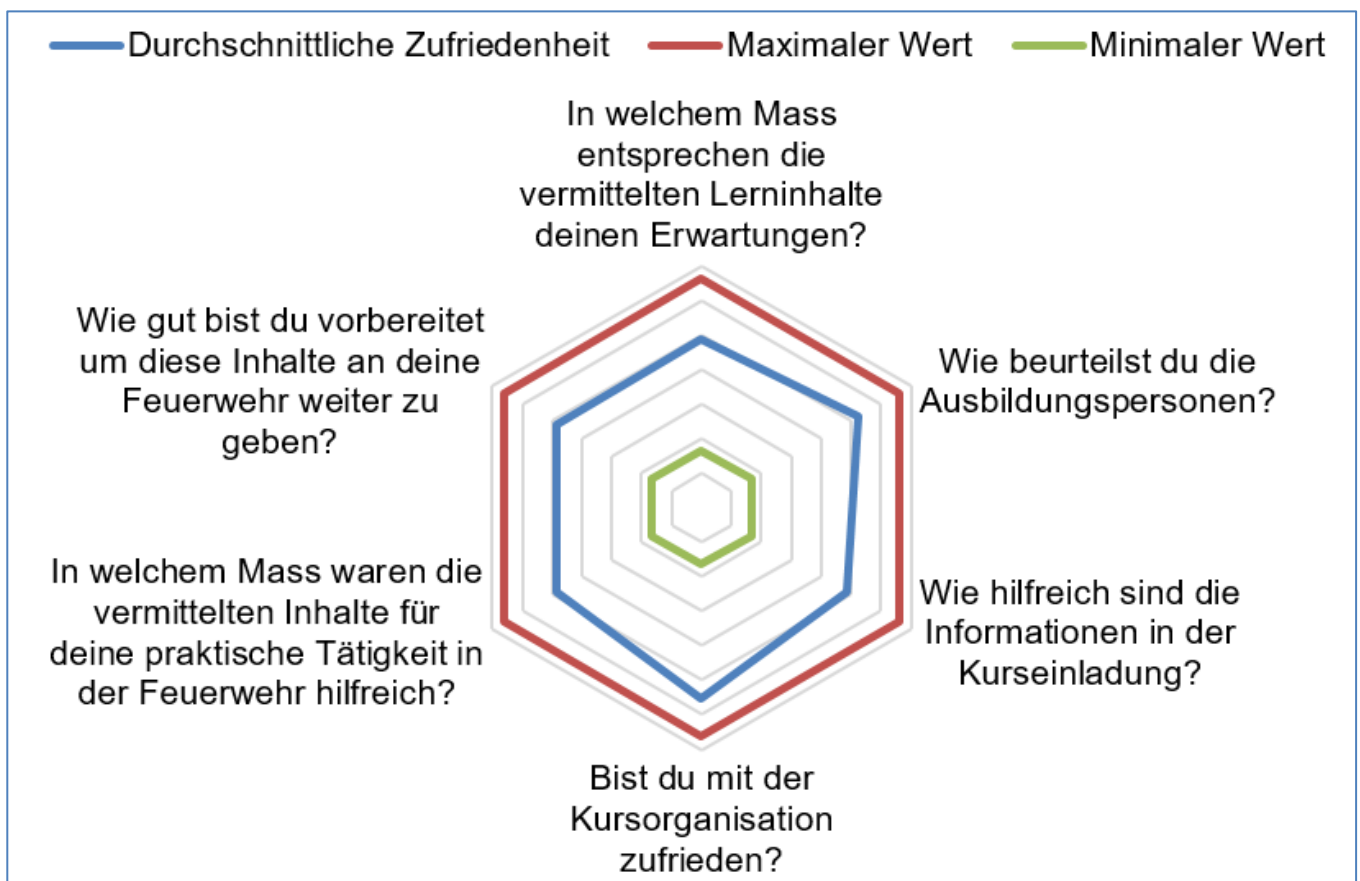 Durchschnittliche Zufriedenheit Maximaler Wert Minimaler Wert
In welchem Mass
entsprechen die
vermittelten Lerninhalte
deinen Erwartungen?
Wie beurteilst du die
Ausbildungspersonen?
Wie hilfreich sind die
Informationen in der
Kurseinladung?
Bist du mit der
Kursorganisation
zufrieden?
In welchem Mass waren die
vermittelten Inhalte für
deine praktische Tätigkeit in
der Feuerwehr hilfreich?
Wie gut bist du vorbereitet
um diese Inhalte an deine
Feuerwehr weiter zu
geben?